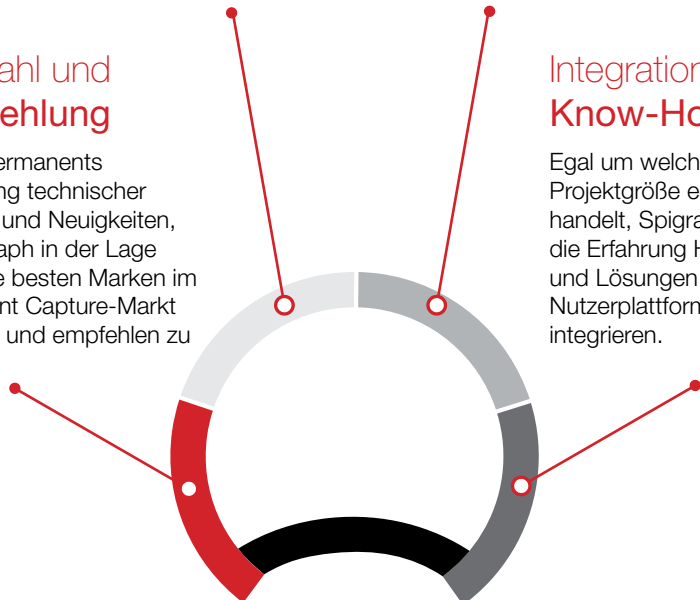 ahl und
ehlung
ermanents
ng technischer
und Neuigkeiten,
aph in der Lage
e besten Marken im
nt Capture-Markt
und empfehlen zu
Integration
Know-Ho
Egal um welch
Projektgröße e
handelt, Spigra
die Erfahrung H
und Lösungen
Nutzerplattform
integrieren.